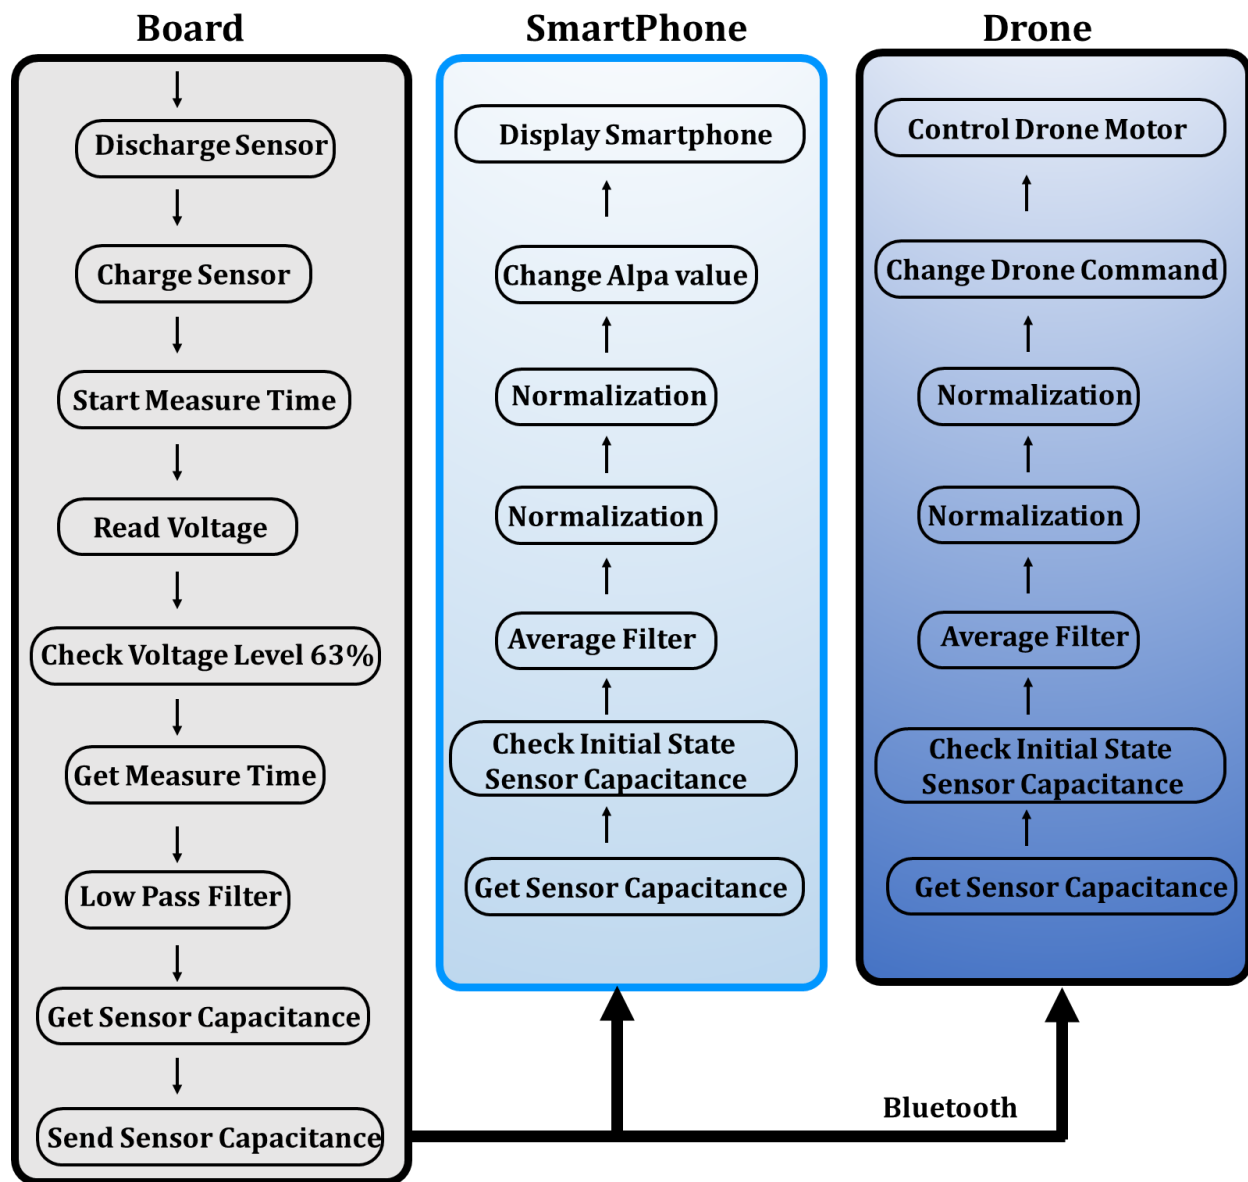 Board
Discharge Sensor
Charge Sensor
Start Measure Time
Read Voltage
Check Voltage Level 63%
Get Measure Time
Low Pass Filter
Get Sensor Capacitance
Send Sensor Capacitance
SmartPhone
Display Smartphone
Change Alpa value
Normalization
Normalization
Average Filter
Check Initial State
Sensor Capacitance
Get Sensor Capacitance
Drone
Control Drone Motor
Change Drone Command
Normalization
Normalization
Average Filter
Check Initial State
Sensor Capacitance
Get Sensor Capacitance
Bluetooth